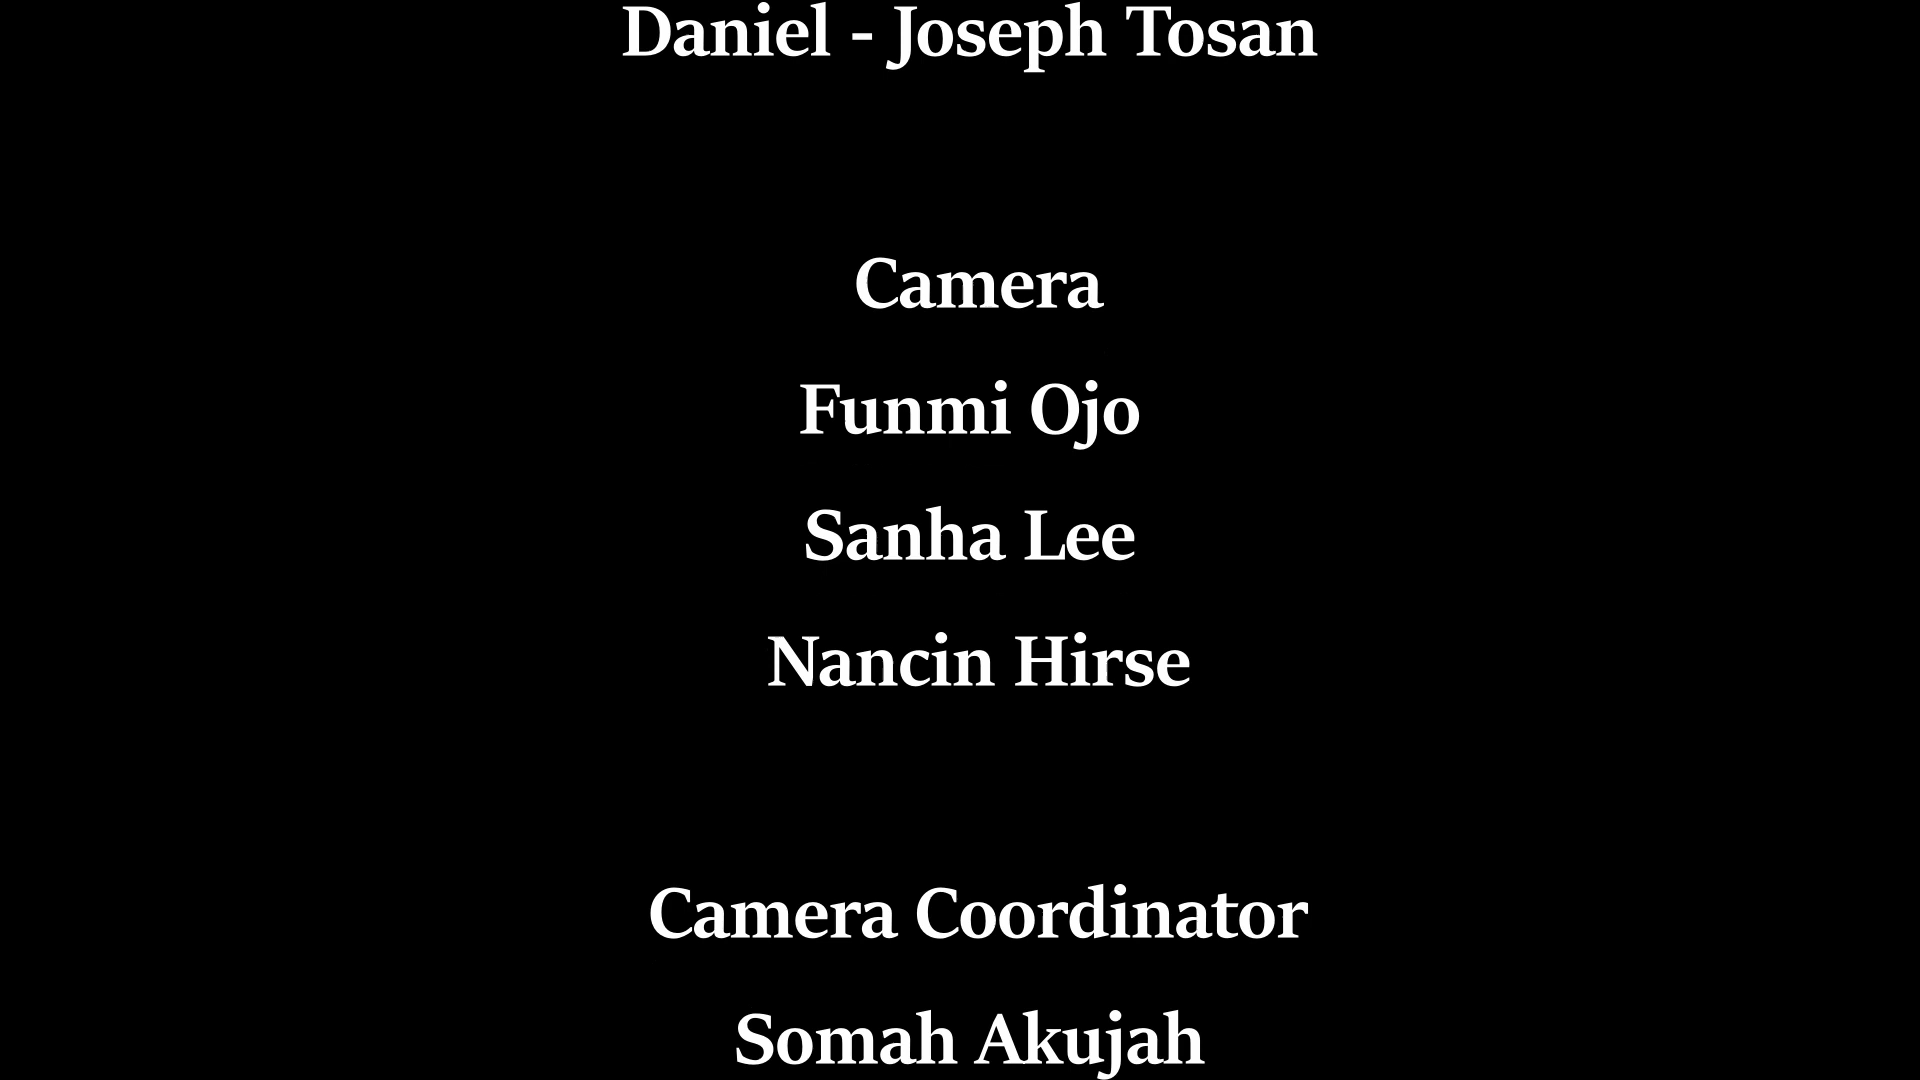 Daniel - Joseph Tosan
Camera
Funmi Ojo
Sanha Lee
Nancin Hirse
Camera Coordinator
Somah Akujah